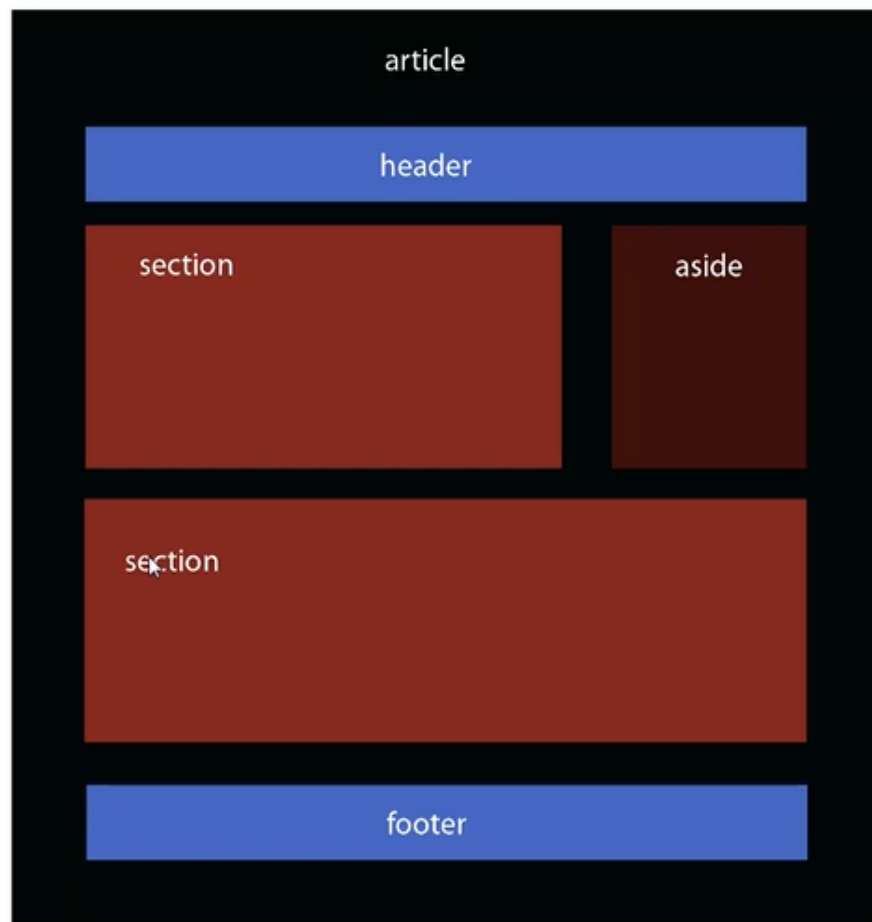 article
header
section
aside
section
footer